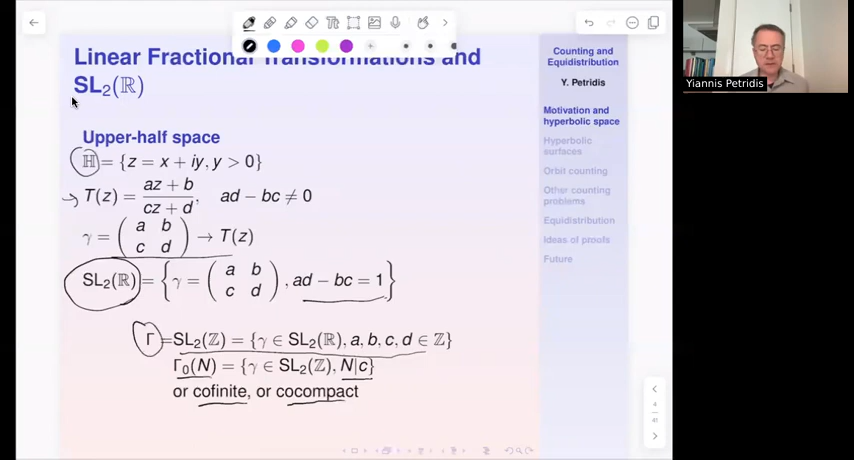 Linear Fractional Transformations and
SL₂(ℝ)
Upper-half space
ℍ = {z = x + iy, y > 0}
T(z) = (az + b)/(cz + d), ad − bc ≠ 0
γ = ( a b
c d ) → T(z)
SL₂(ℝ) = { γ = ( a b
c d ), ad − bc = 1 }
Γ = SL₂(ℤ) = {γ ∈ SL₂(ℝ), a, b, c, d ∈ ℤ}
Γ₀(N) = {γ ∈ SL₂(ℤ), N|c}
or cofinite, or cocompact
Counting and
Equidistribution
Y. Petridis
Motivation and
hyperbolic space
Hyperbolic
surfaces
Orbit counting
Other counting
problems
Equidistribution
Ideas of proofs
Future
4
Yiannis Petridis